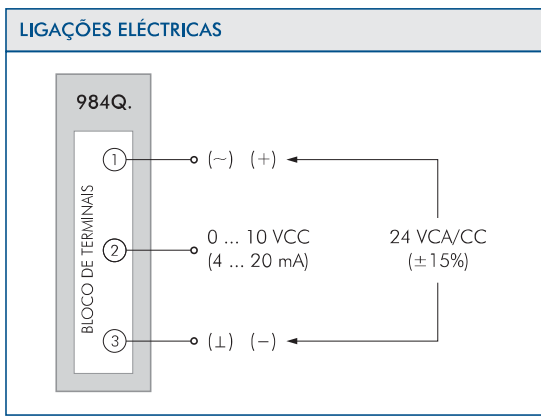 LIGAÇÕES ELÉCTRICAS
984Q.
BLOCO DE TERMINAIS
1
(~) (+)
2
0 ... 10 VCC
(4 ... 20 mA)
24 VCA/CC
(±15%)
3
(⊥) (−)